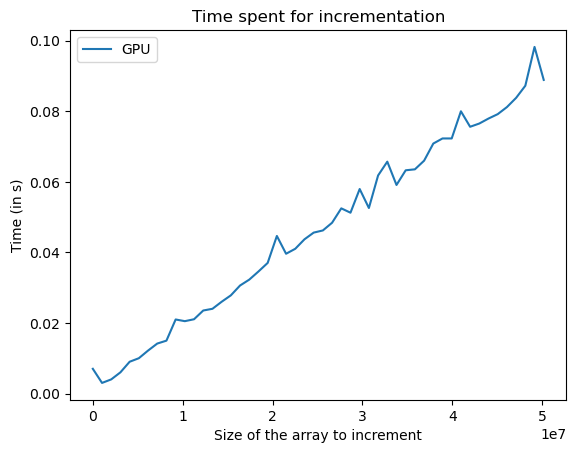 Time spent for incrementation
GPU
Time (in s)
0.10
0.08
0.06
0.04
0.02
0.00
0
1
2
3
4
5
1e7
Size of the array to increment